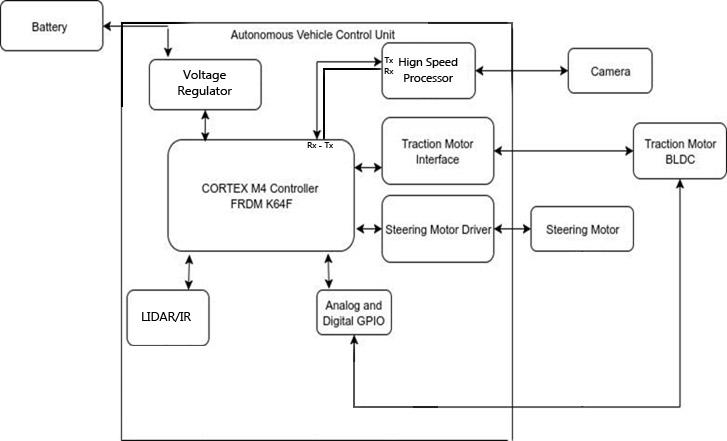 Battery
Autonomous Vehicle Control Unit
Voltage
Regulator
Tx
Rx
Hign Speed
Processor
Camera
Rx - Tx
CORTEX M4 Controller
FRDM K64F
Traction Motor
Interface
Traction Motor
BLDC
Steering Motor Driver
Steering Motor
LIDAR/IR
Analog and
Digital GPIO